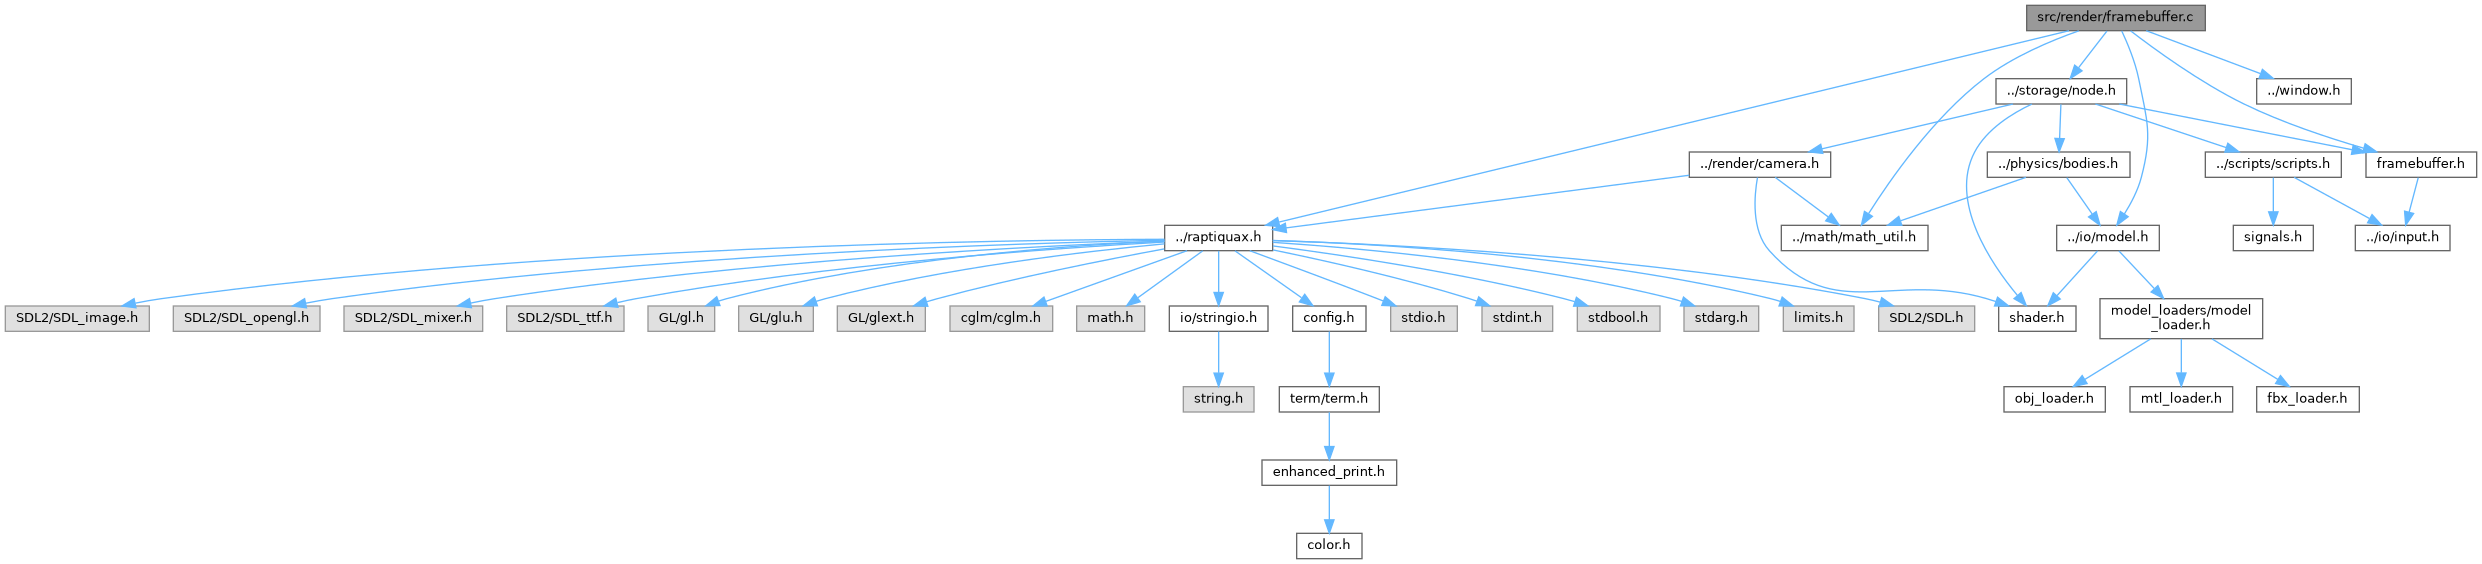 src/render/framebuffer.c
../storage/node.h
../window.h
../render/camera.h
../physics/bodies.h
../scripts/scripts.h
framebuffer.h
../raptiquax.h
../math/math_util.h
../io/model.h
signals.h
../io/input.h
SDL2/SDL_image.h
SDL2/SDL_opengl.h
SDL2/SDL_mixer.h
SDL2/SDL_ttf.h
GL/gl.h
GL/glu.h
GL/glext.h
cglm/cglm.h
math.h
io/stringio.h
config.h
stdio.h
stdint.h
stdbool.h
stdarg.h
limits.h
SDL2/SDL.h
shader.h
model_loaders/model
_loader.h
string.h
term/term.h
obj_loader.h
mtl_loader.h
fbx_loader.h
enhanced_print.h
color.h